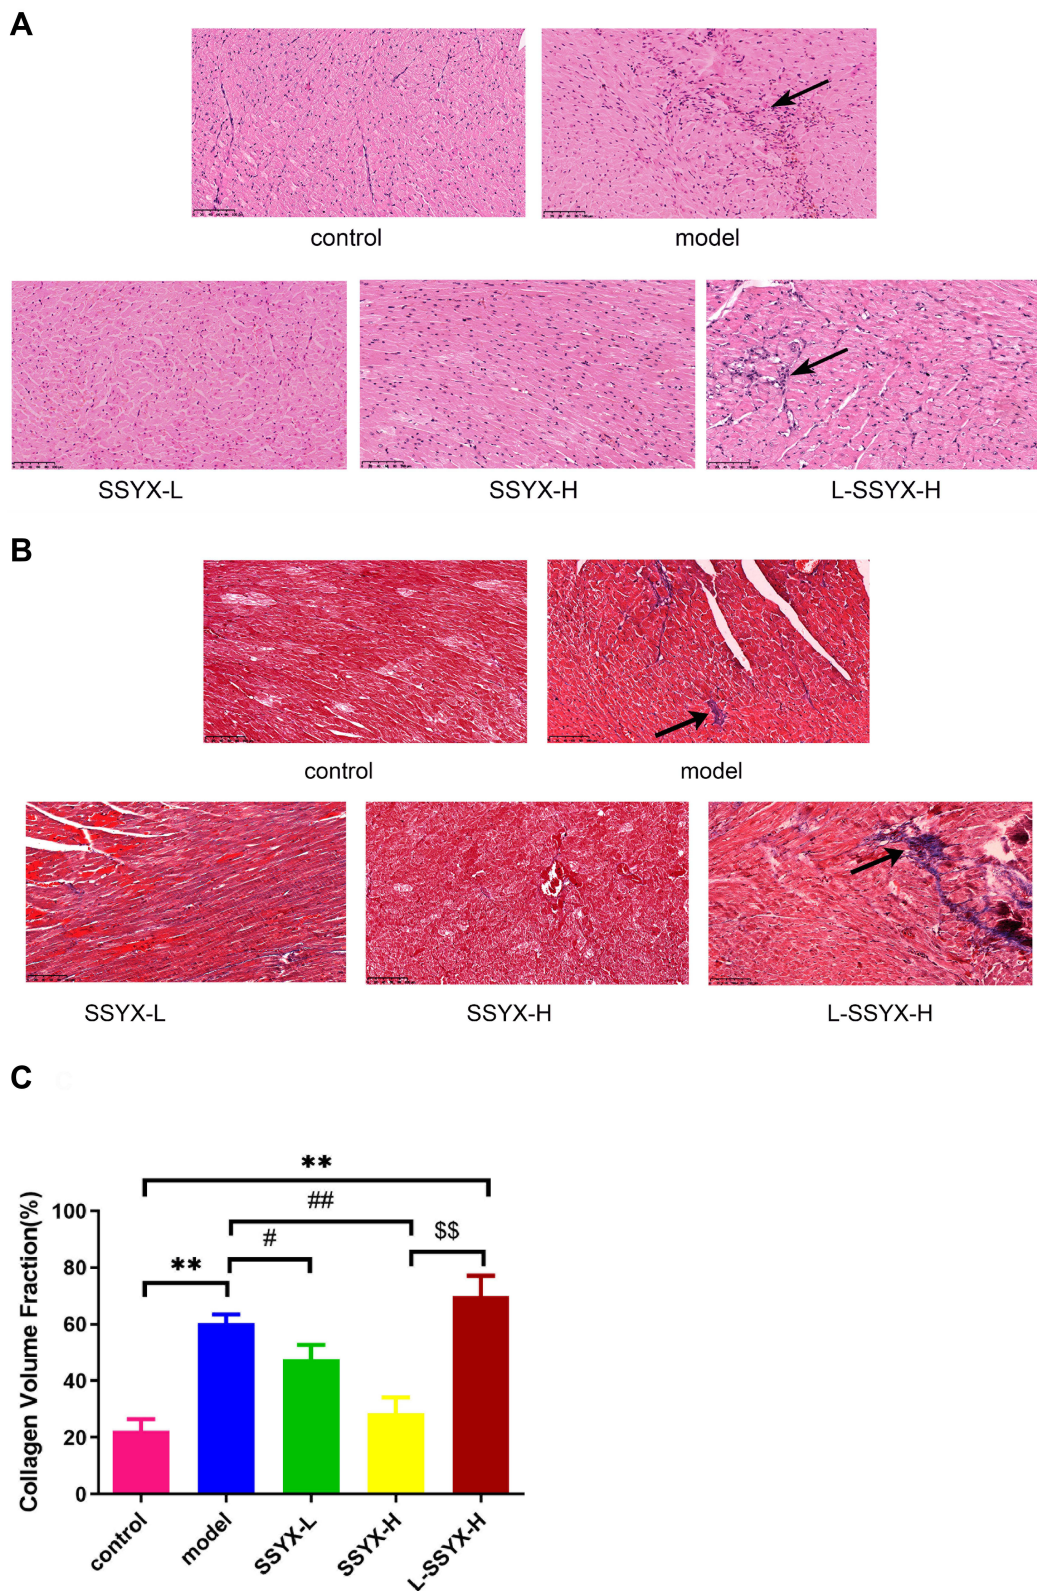 A
control
model
SSYX-L
SSYX-H
L-SSYX-H
B
control
model
SSYX-L
SSYX-H
L-SSYX-H
C
**
##
$$
#
**
Collagen Volume Fraction(%)
100
80
60
40
20
0
control
model
SSYX-L
SSYX-H
L-SSYX-H